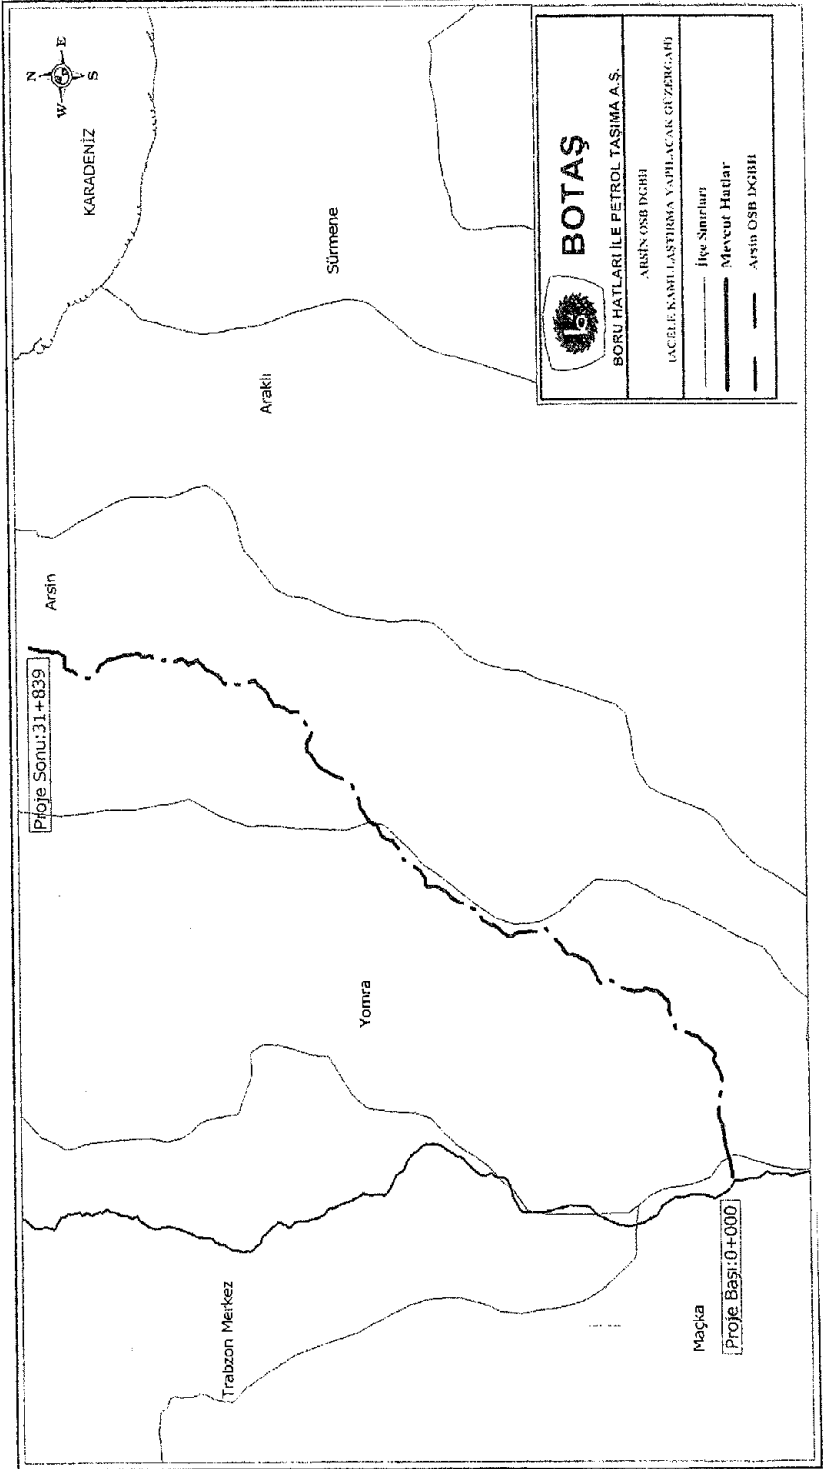 N
E
W
S
KARADENİZ
Sürmene
Araklı
Arsin
Proje Sonu:31+839
Yomra
Trabzon Merkez
Maçka
Proje Başı:0+000
BOTAŞ
BORU HATLARI İLE PETROL TAŞIMA A.Ş.
ARSİN OSB DGBH
(ACELE KAMULAŞTIRMA YAPILACAK GÜZERGAH)
İlçe Sınırları
Mevcut Hatlar
Arsin OSB DGBH